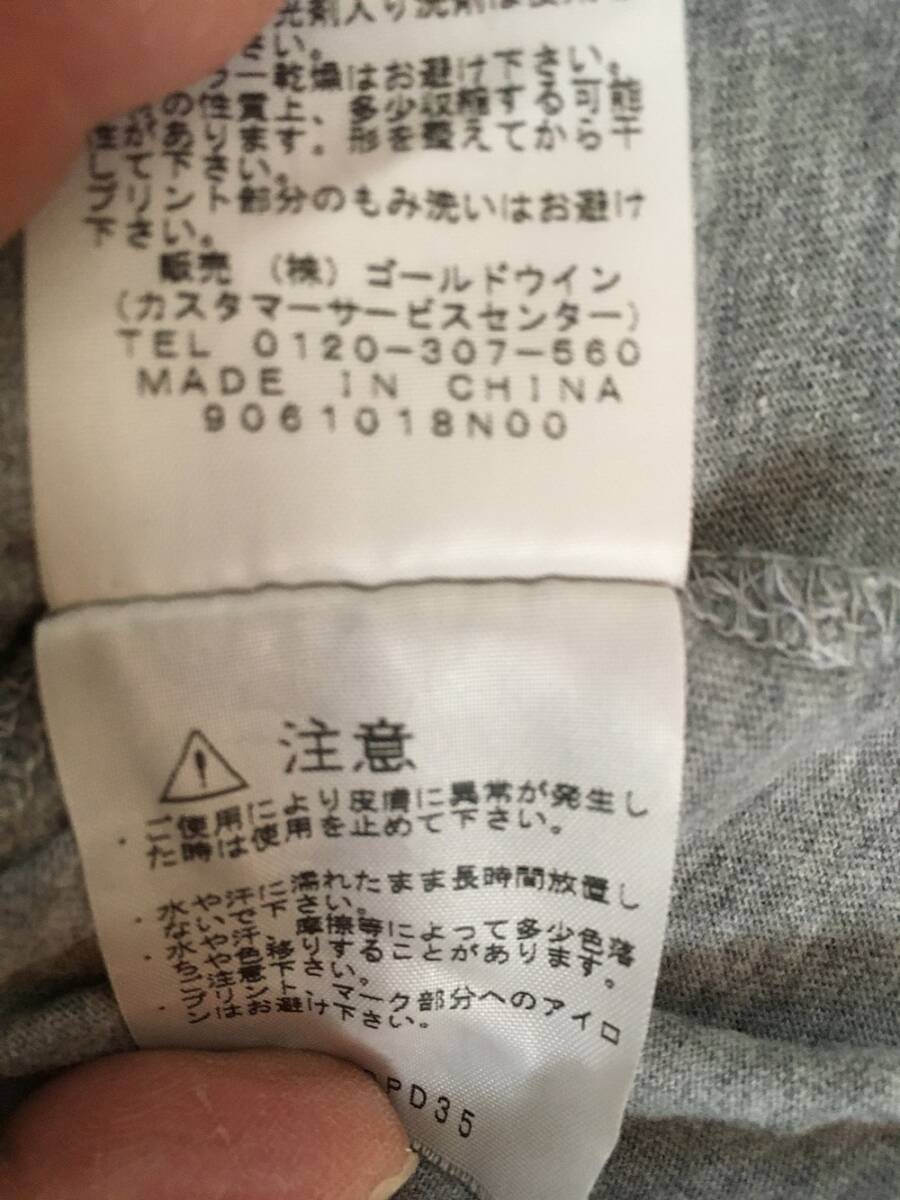 光剤入り洗剤は使用
さい。
ー乾燥はお避け下さい。
の性質上、多少収縮する可能
性があります。形を整えてから干
して下さい。
プリント部分のもみ洗いはお避け
下さい。
販売 (株)ゴールドウイン
(カスタマーサービスセンター)
TEL 0120-307-560
MADE IN CHINA
9061018N00
注意
・ご使用により皮膚に異常が発生し
た時は使用を止めて下さい。
・水や汗に濡れたまま長時間放置し
ないで下さい。
・水や汗、摩擦等によって多少色落
ちや色移りすることがあります。
ご注意下さい。
・プリント、マーク部分へのアイロ
ンはお避け下さい。
PD35